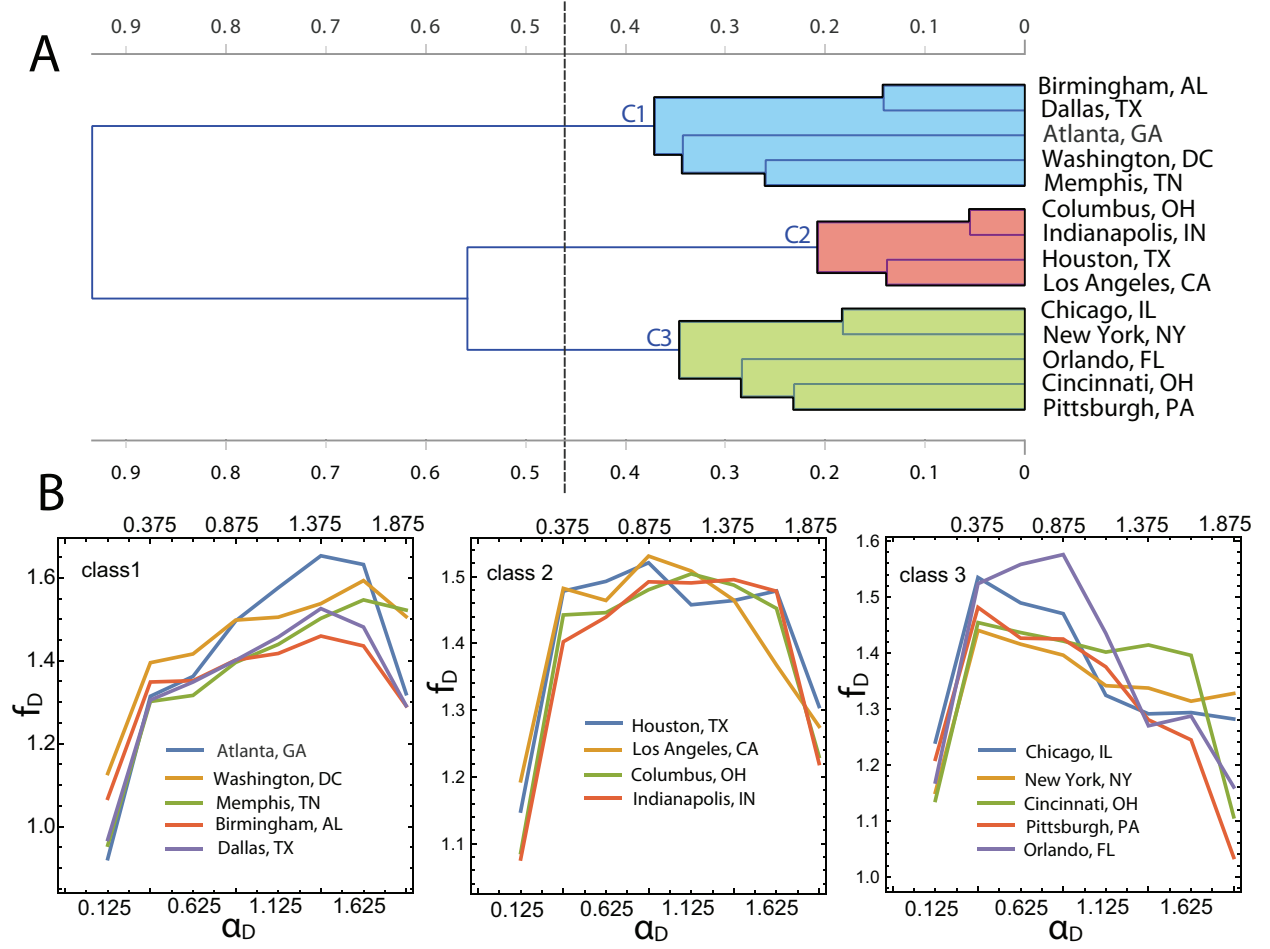 A
0.9 0.8 0.7 0.6 0.5 0.4 0.3 0.2 0.1 0
C1
Birmingham, AL
Dallas, TX
Atlanta, GA
Washington, DC
Memphis, TN
C2
Columbus, OH
Indianapolis, IN
Houston, TX
Los Angeles, CA
C3
Chicago, IL
New York, NY
Orlando, FL
Cincinnati, OH
Pittsburgh, PA
0.9 0.8 0.7 0.6 0.5 0.4 0.3 0.2 0.1 0
B
0.375 0.875 1.375 1.875
class1
1.6
1.4
1.2
1.0
fD
Atlanta, GA
Washington, DC
Memphis, TN
Birmingham, AL
Dallas, TX
0.125 0.625 1.125 1.625
αD
0.375 0.875 1.375 1.875
class 2
1.5
1.4
1.3
1.2
1.1
fD
Houston, TX
Los Angeles, CA
Columbus, OH
Indianapolis, IN
0.125 0.625 1.125 1.625
αD
0.375 0.875 1.375 1.875
class 3
1.6
1.5
1.4
1.3
1.2
1.1
1.0
fD
Chicago, IL
New York, NY
Cincinnati, OH
Pittsburgh, PA
Orlando, FL
0.125 0.625 1.125 1.625
αD